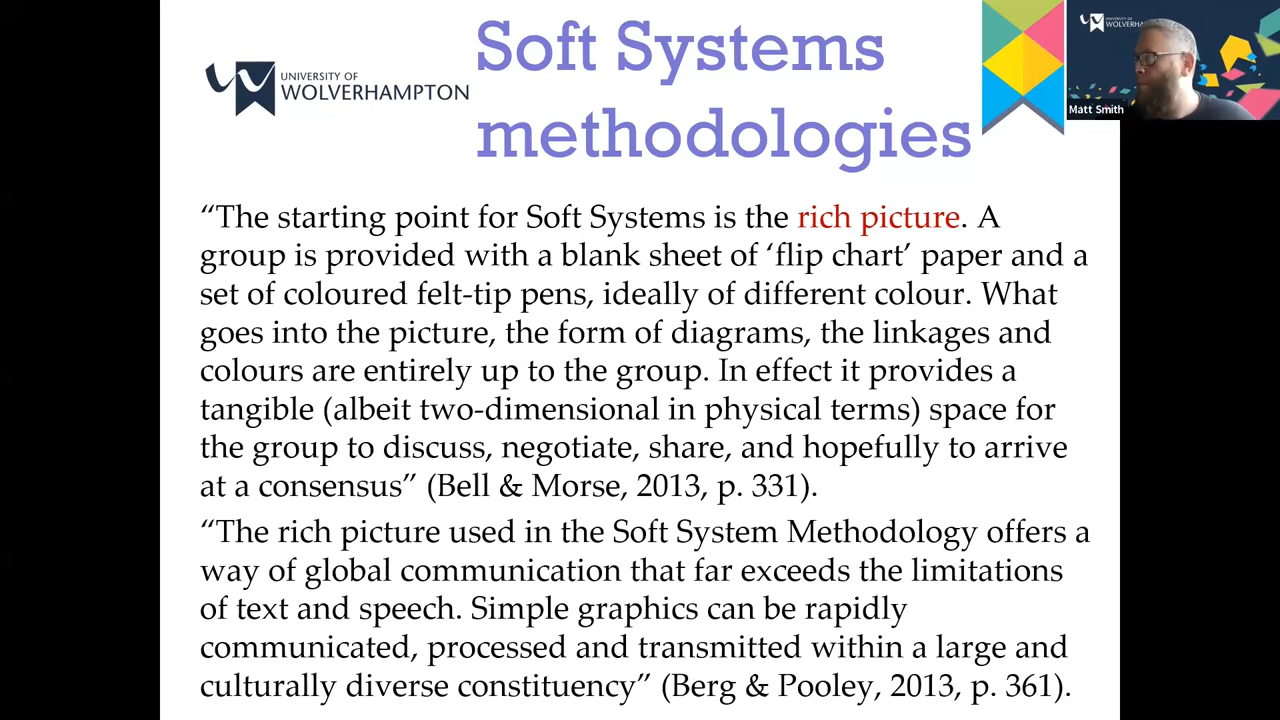 Soft Systems
methodologies
UNIVERSITY OF
WOLVERHAMPTON
UNIVERSITY OF
Matt Smith
“The starting point for Soft Systems is the rich picture. A
group is provided with a blank sheet of ‘flip chart’ paper and a
set of coloured felt-tip pens, ideally of different colour. What
goes into the picture, the form of diagrams, the linkages and
colours are entirely up to the group. In effect it provides a
tangible (albeit two-dimensional in physical terms) space for
the group to discuss, negotiate, share, and hopefully to arrive
at a consensus” (Bell & Morse, 2013, p. 331).
“The rich picture used in the Soft System Methodology offers a
way of global communication that far exceeds the limitations
of text and speech. Simple graphics can be rapidly
communicated, processed and transmitted within a large and
culturally diverse constituency” (Berg & Pooley, 2013, p. 361).